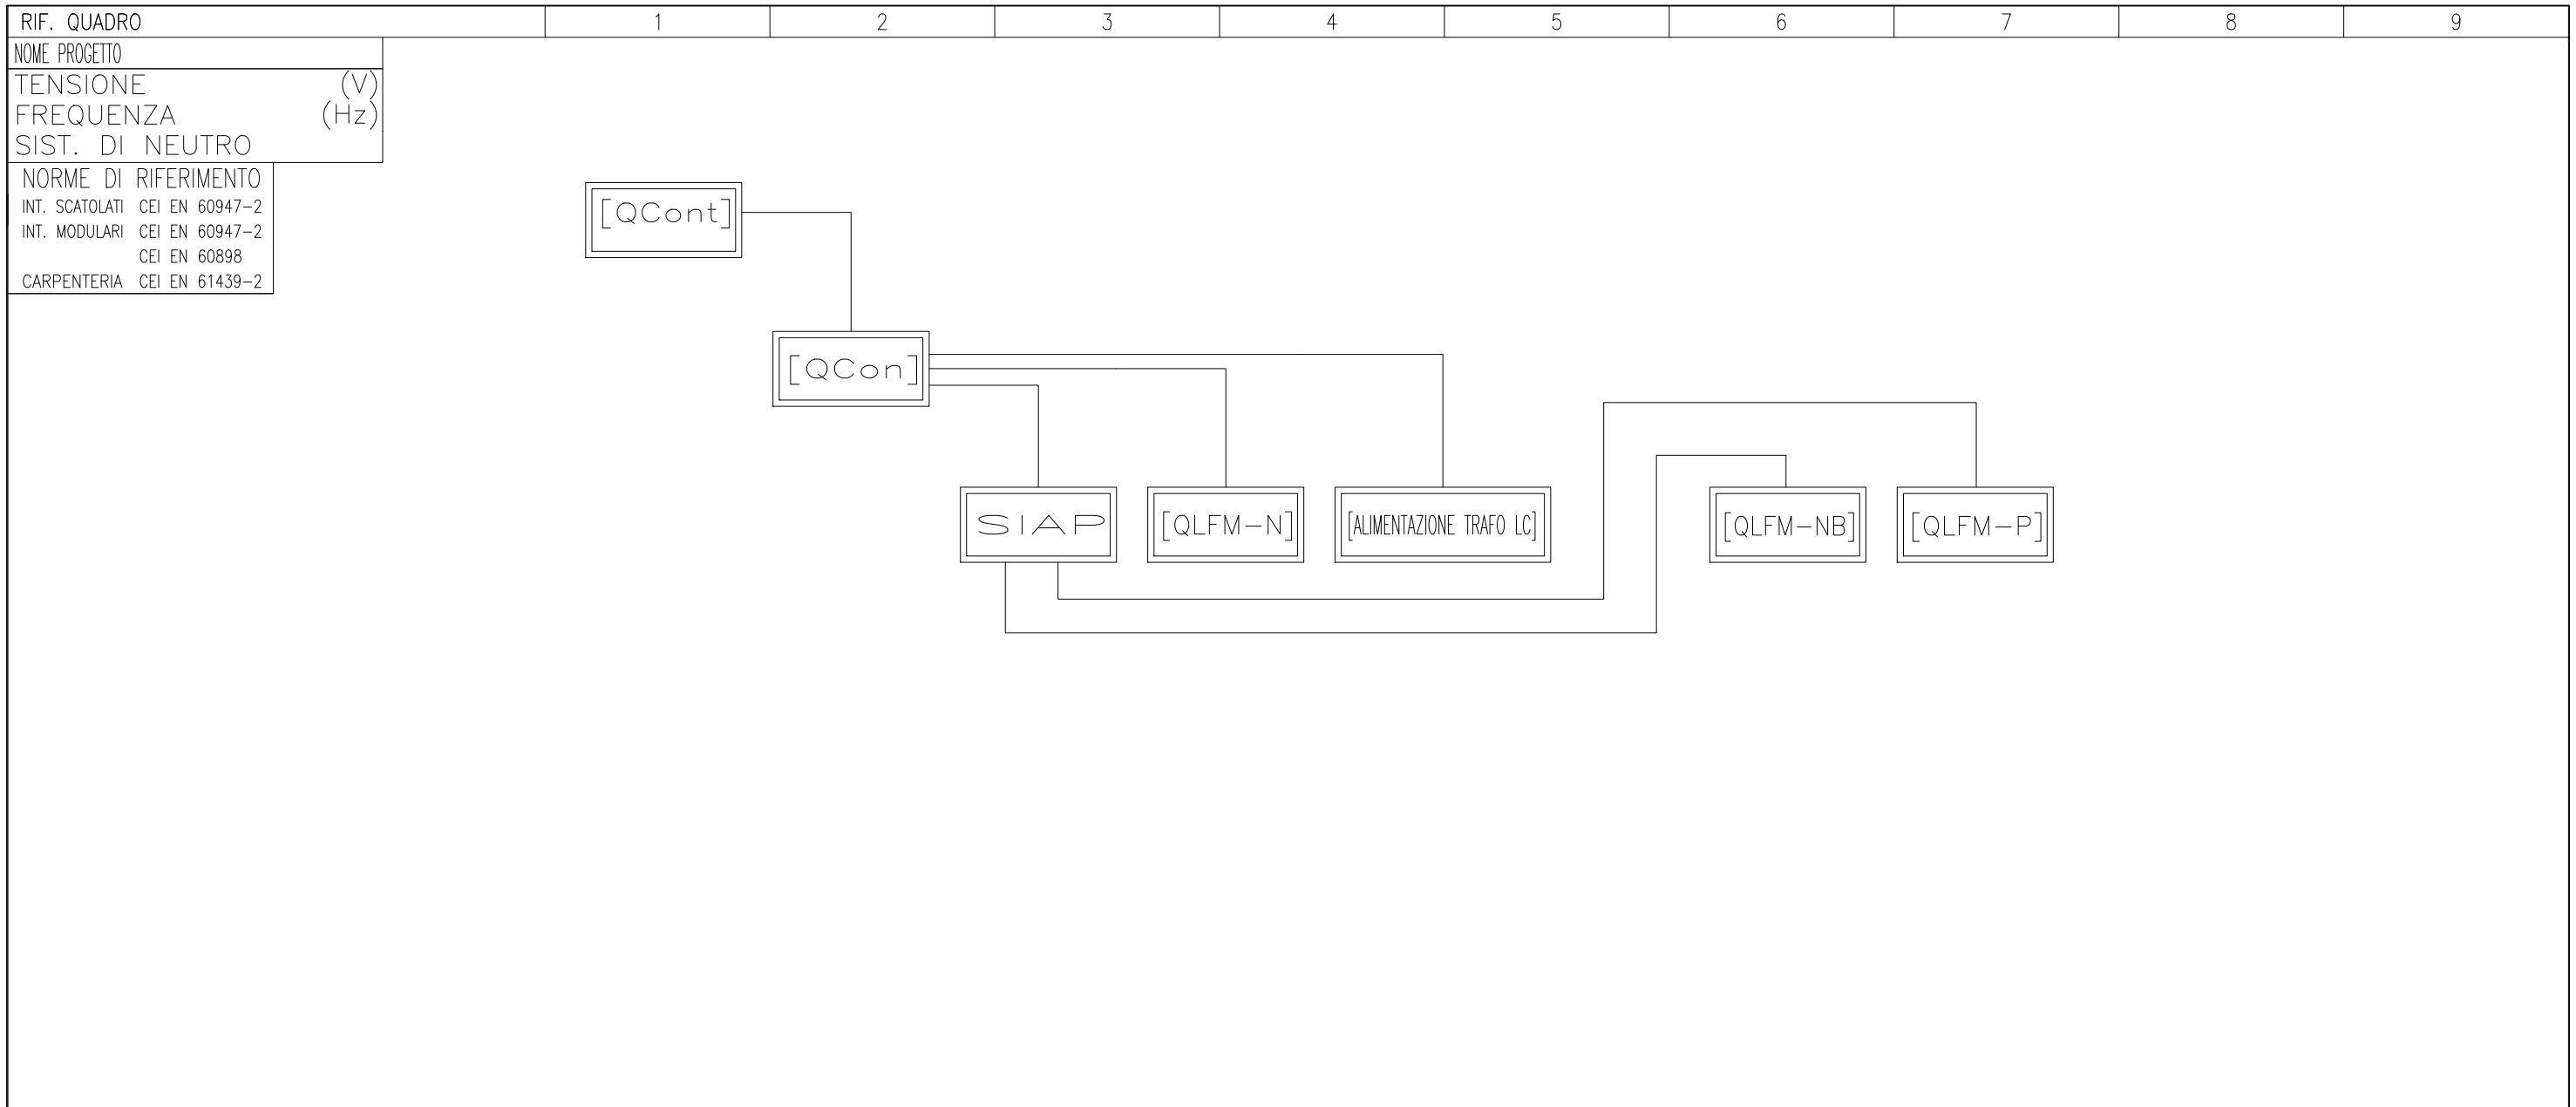 RIF. QUADRO 1 2 3 4 5 6 7 8 9
NOME PROGETTO
TENSIONE (V)
FREQUENZA (Hz)
SIST. DI NEUTRO
NORME DI RIFERIMENTO
INT. SCATOLATI CEI EN 60947-2
INT. MODULARI CEI EN 60947-2
CEI EN 60898
CARPENTERIA CEI EN 61439-2
[QCont]
[QCon]
SIAP [QLFM-N] [ALIMENTAZIONE TRAFO LC] [QLFM-NB] [QLFM-P]